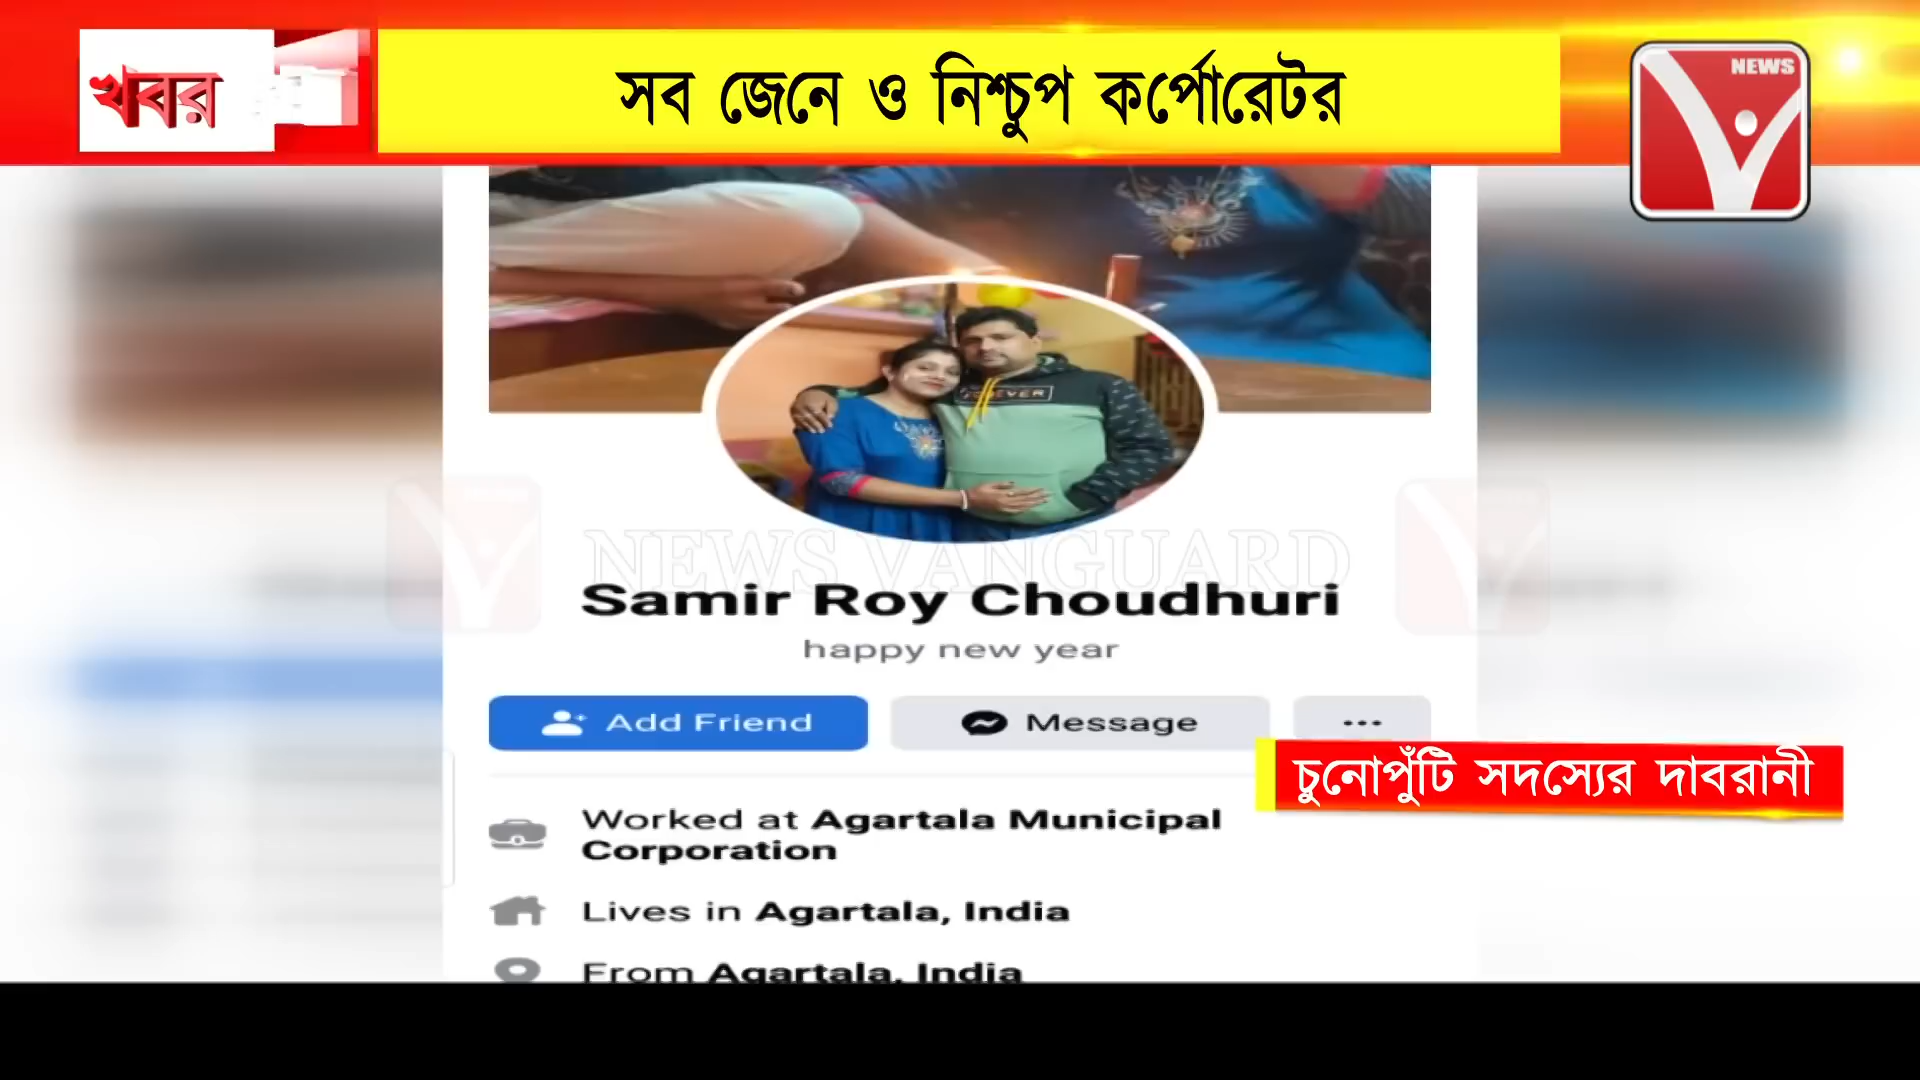 খবর
সব জেনে ও নিশ্চুপ কর্পোরেটর
NEWS
FOREVER
NEWS VANGUARD
Samir Roy Choudhuri
happy new year
Add Friend
Message
চুনোপুঁটি সদস্যের দাবরানী
Worked at Agartala Municipal
Corporation
Lives in Agartala, India
From Agartala, India